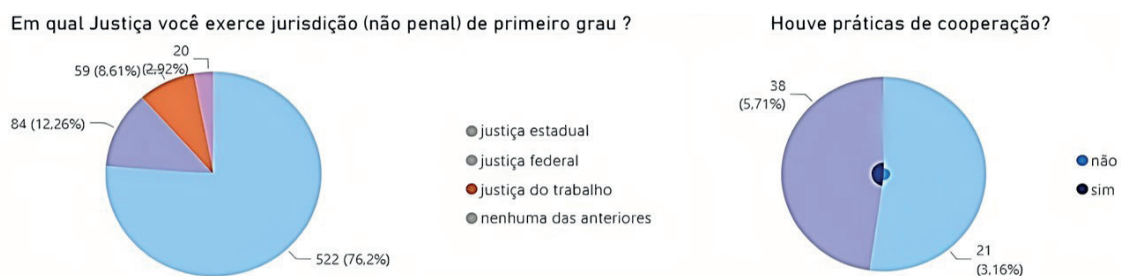 Em qual Justiça você exerce jurisdição (não penal) de primeiro grau ?
20
(2,92%)
59 (8,61%)
84 (12,26%)
522 (76,2%)
justiça estadual
justiça federal
justiça do trabalho
nenhuma das anteriores
Houve práticas de cooperação?
38
(5,71%)
21
(3,16%)
não
sim